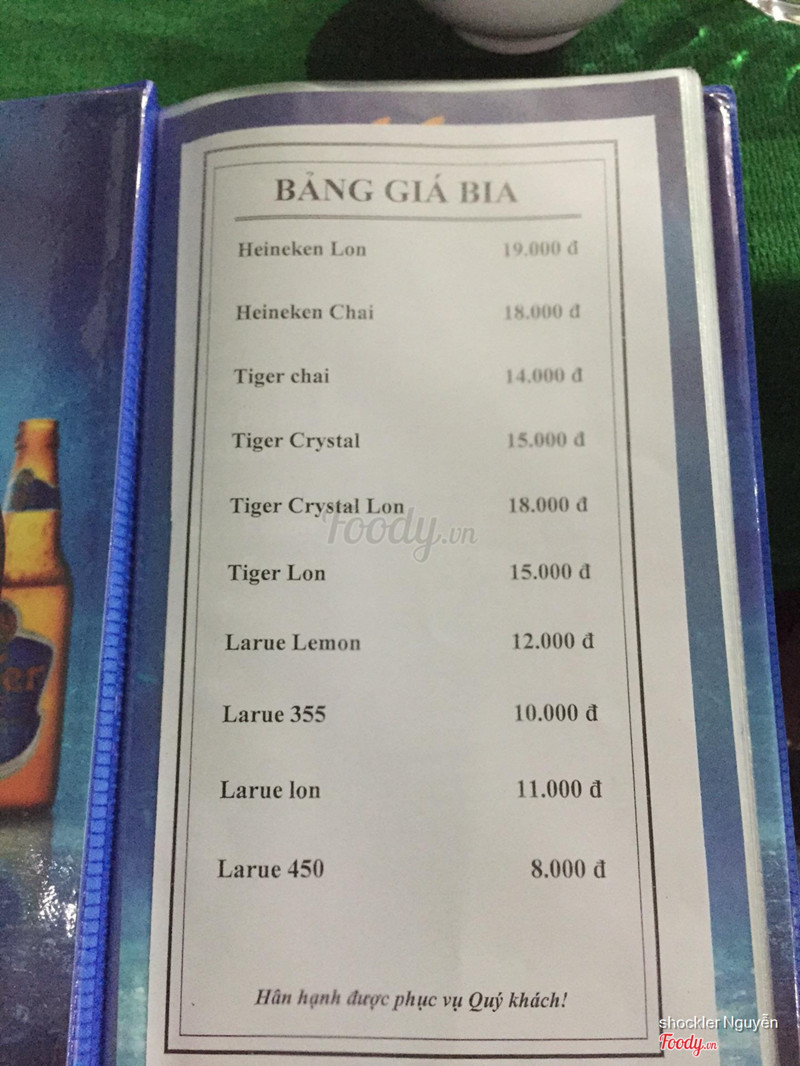 BẢNG GIÁ BIA
Heineken Lon 19.000 đ
Heineken Chai 18.000 đ
Tiger chai 14.000 đ
Tiger Crystal 15.000 đ
Tiger Crystal Lon 18.000 đ
Foody.vn
Tiger Lon 15.000 đ
Larue Lemon 12.000 đ
Larue 355 10.000 đ
Larue lon 11.000 đ
Larue 450 8.000 đ
Hân hạnh được phục vụ Quý khách!
shockler Nguyễn
Foody.vn